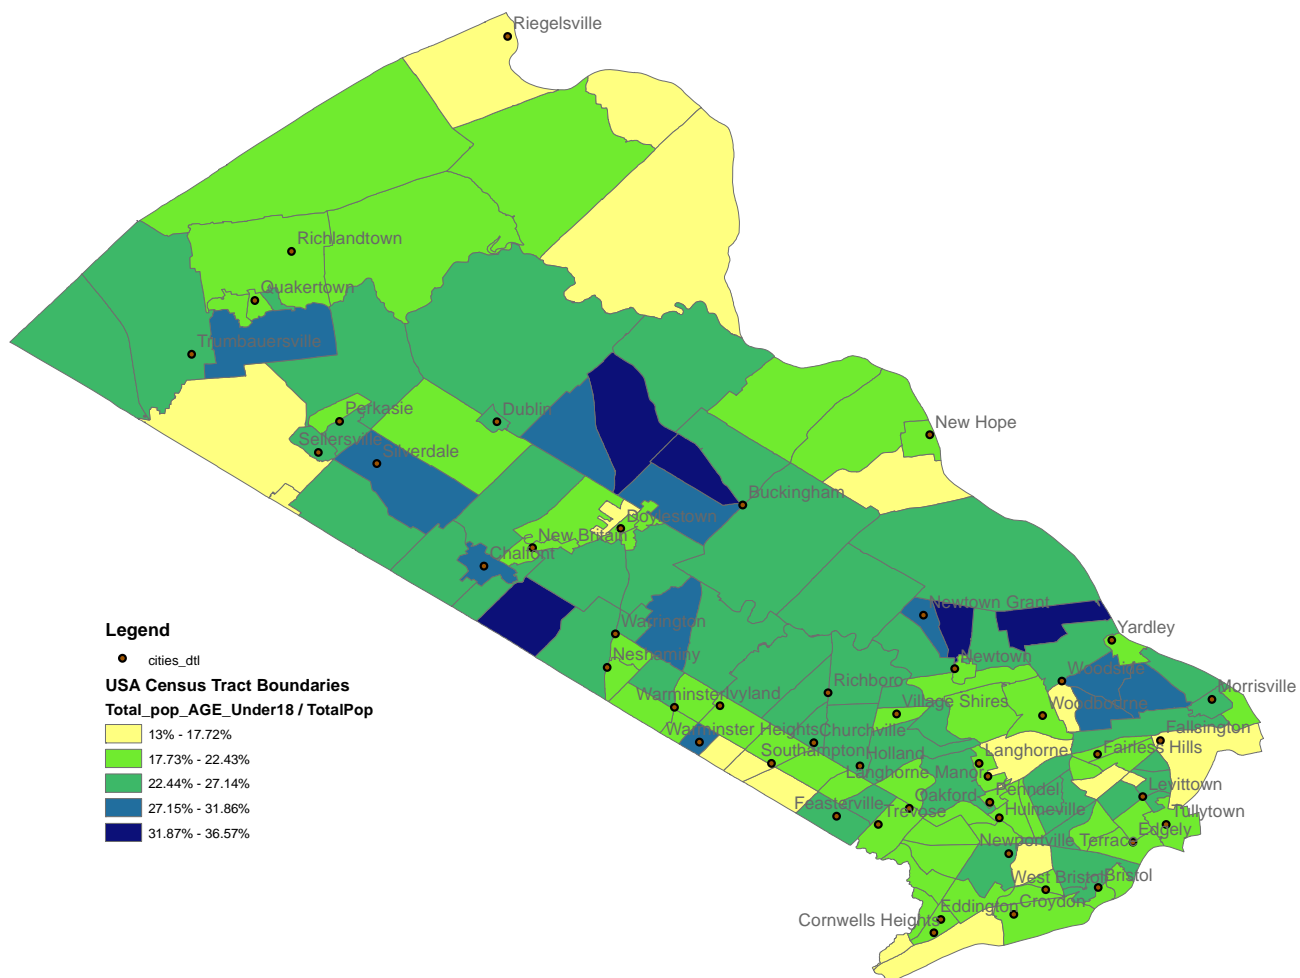 Riegelsville
Richlandtown
Quakertown
Trumbauersville
Perkasie
Dublin
New Hope
Sellersville
Silverdale
Buckingham
Doylestown
New Britain
Chalfont
Newtown Grant
Legend
cities_dtl
USA Census Tract Boundaries
Total_pop_AGE_Under18 / TotalPop
13% - 17.72%
17.73% - 22.43%
22.44% - 27.14%
27.15% - 31.86%
31.87% - 36.57%
Warrington
Yardley
Neshaminy
Newtown
Woodside
Richboro
Morrisville
Warminster
Ivyland
Village Shires
Woodbourne
Warminster Heights
Churchville
Fallsington
Southampton
Holland
Langhorne
Fairless Hills
Langhorne Manor
Penndel
Levittown
Feasterville
Oakford
Trevose
Hulmeville
Tullytown
Newportville Terrace
Edgely
West Bristol
Bristol
Cornwells Heights
Eddington
Croydon